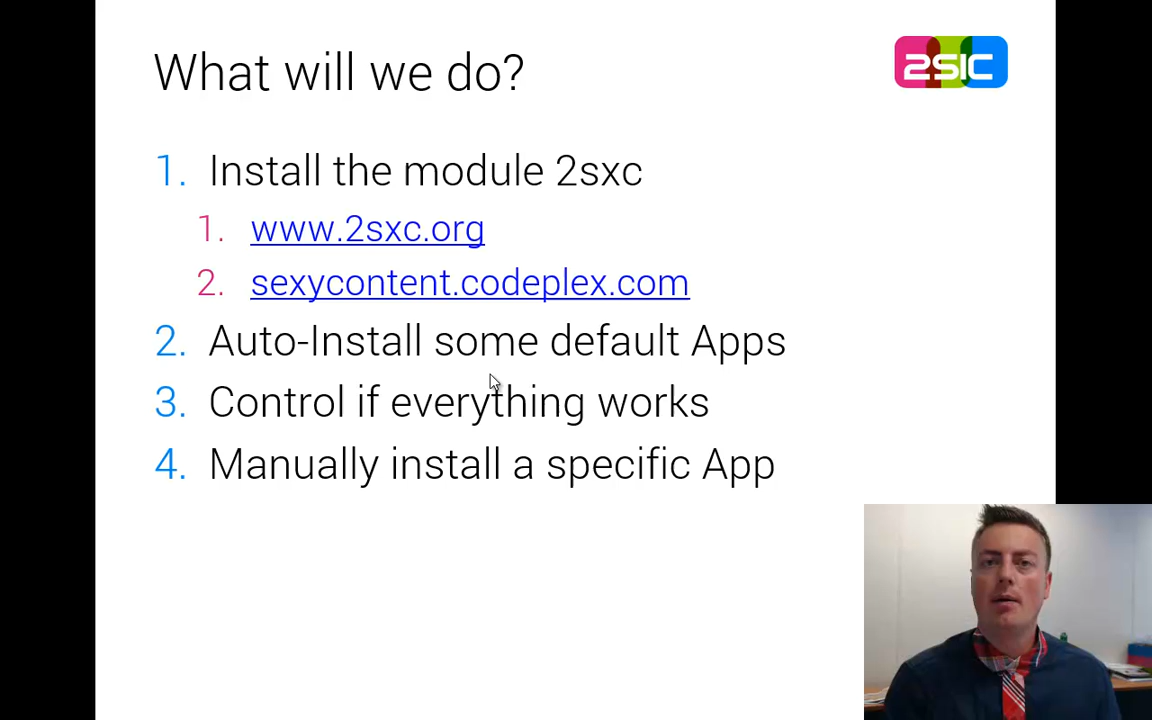 What will we do?
2SIC
1. Install the module 2sxc
1. www.2sxc.org
2. sexycontent.codeplex.com
2. Auto-Install some default Apps
3. Control if everything works
4. Manually install a specific App